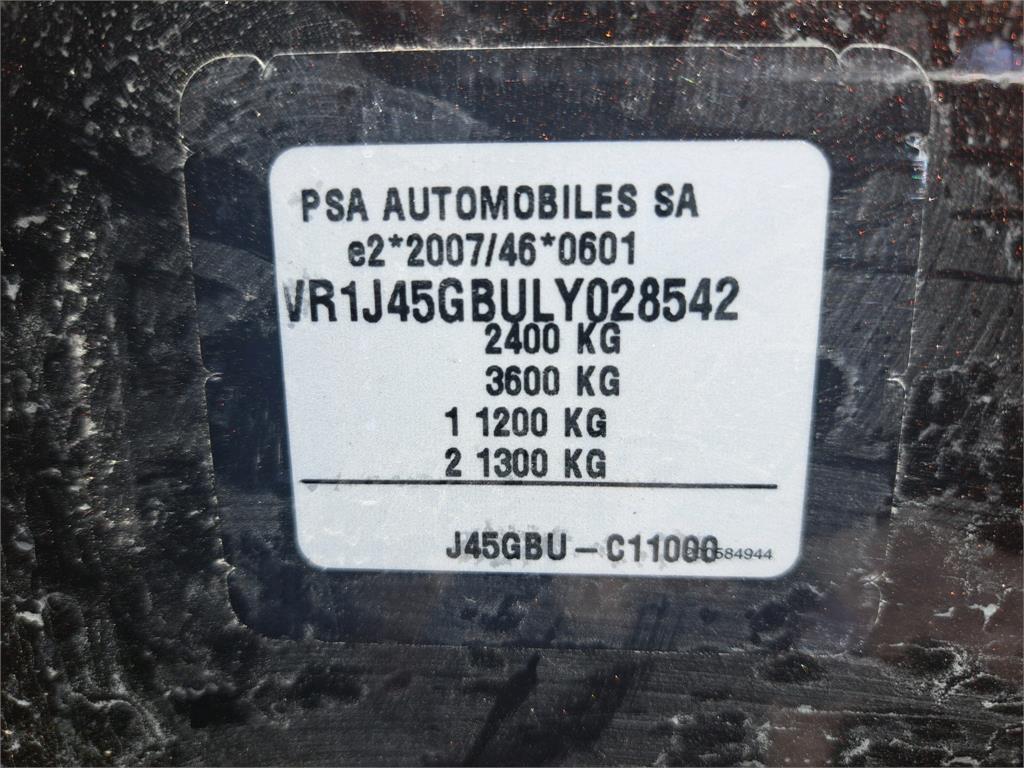 PSA AUTOMOBILES SA
e2*2007/46*0601
VR1J45GBULY028542
2400 KG
3600 KG
1 1200 KG
2 1300 KG
J45GBU – C11000